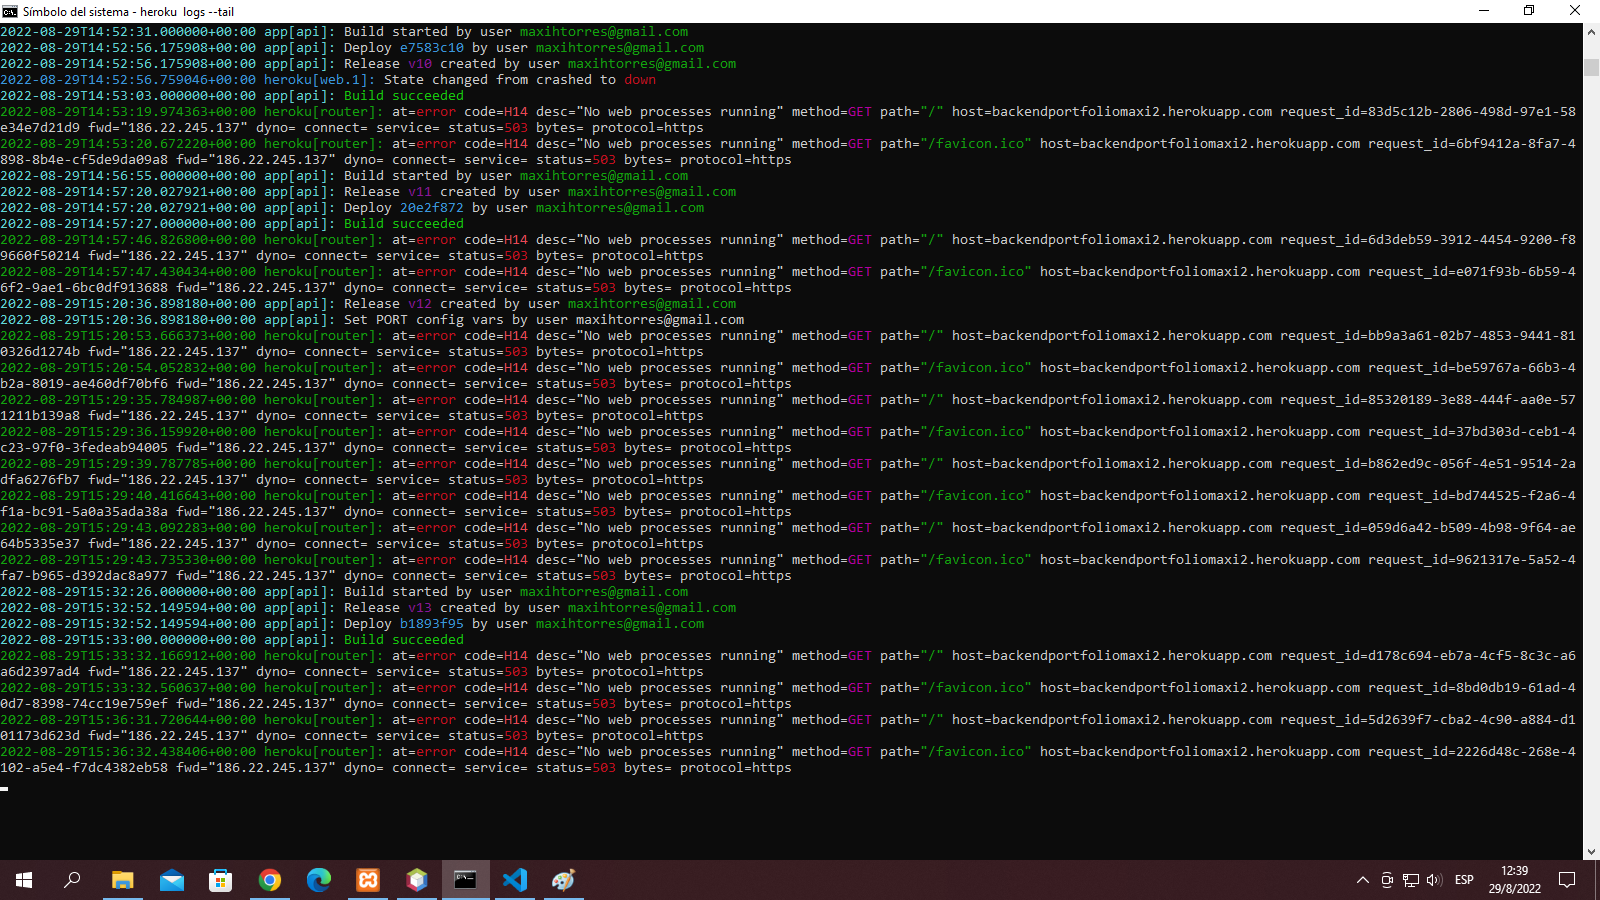 Símbolo del sistema - heroku  logs --tail
2022-08-29T14:52:31.000000+00:00 app[api]: Build started by user maxihtorres@gmail.com
2022-08-29T14:52:56.175908+00:00 app[api]: Deploy e7583c10 by user maxihtorres@gmail.com
2022-08-29T14:52:56.175908+00:00 app[api]: Release v10 created by user maxihtorres@gmail.com
2022-08-29T14:52:56.759046+00:00 heroku[web.1]: State changed from crashed to down
2022-08-29T14:53:03.000000+00:00 app[api]: Build succeeded
2022-08-29T14:53:19.974363+00:00 heroku[router]: at=error code=H14 desc="No web processes running" method=GET path="/" host=backendportfoliomaxi2.herokuapp.com request_id=83d5c12b-2806-498d-97e1-58
e34e7d21d9 fwd="186.22.245.137" dyno= connect= service= status=503 bytes= protocol=https
2022-08-29T14:53:20.672220+00:00 heroku[router]: at=error code=H14 desc="No web processes running" method=GET path="/favicon.ico" host=backendportfoliomaxi2.herokuapp.com request_id=6bf9412a-8fa7-4
898-8b4e-cf5de9da09a8 fwd="186.22.245.137" dyno= connect= service= status=503 bytes= protocol=https
2022-08-29T14:56:55.000000+00:00 app[api]: Build started by user maxihtorres@gmail.com
2022-08-29T14:57:20.027921+00:00 app[api]: Release v11 created by user maxihtorres@gmail.com
2022-08-29T14:57:20.027921+00:00 app[api]: Deploy 20e2f872 by user maxihtorres@gmail.com
2022-08-29T14:57:27.000000+00:00 app[api]: Build succeeded
2022-08-29T14:57:46.826800+00:00 heroku[router]: at=error code=H14 desc="No web processes running" method=GET path="/" host=backendportfoliomaxi2.herokuapp.com request_id=6d3deb59-3912-4454-9200-f8
9660f50214 fwd="186.22.245.137" dyno= connect= service= status=503 bytes= protocol=https
2022-08-29T14:57:47.430434+00:00 heroku[router]: at=error code=H14 desc="No web processes running" method=GET path="/favicon.ico" host=backendportfoliomaxi2.herokuapp.com request_id=e071f93b-6b59-4
6f2-9ae1-6bc0df913688 fwd="186.22.245.137" dyno= connect= service= status=503 bytes= protocol=https
2022-08-29T15:20:36.898180+00:00 app[api]: Release v12 created by user maxihtorres@gmail.com
2022-08-29T15:20:36.898180+00:00 app[api]: Set PORT config vars by user maxihtorres@gmail.com
2022-08-29T15:20:53.666373+00:00 heroku[router]: at=error code=H14 desc="No web processes running" method=GET path="/" host=backendportfoliomaxi2.herokuapp.com request_id=bb9a3a61-02b7-4853-9441-81
0326d1274b fwd="186.22.245.137" dyno= connect= service= status=503 bytes= protocol=https
2022-08-29T15:20:54.052832+00:00 heroku[router]: at=error code=H14 desc="No web processes running" method=GET path="/favicon.ico" host=backendportfoliomaxi2.herokuapp.com request_id=be59767a-66b3-4
b2a-8019-ae460df70bf6 fwd="186.22.245.137" dyno= connect= service= status=503 bytes= protocol=https
2022-08-29T15:29:35.784987+00:00 heroku[router]: at=error code=H14 desc="No web processes running" method=GET path="/" host=backendportfoliomaxi2.herokuapp.com request_id=85320189-3e88-444f-aa0e-57
1211b139a8 fwd="186.22.245.137" dyno= connect= service= status=503 bytes= protocol=https
2022-08-29T15:29:36.159920+00:00 heroku[router]: at=error code=H14 desc="No web processes running" method=GET path="/favicon.ico" host=backendportfoliomaxi2.herokuapp.com request_id=37bd303d-ceb1-4
c23-97f0-3fedeab94005 fwd="186.22.245.137" dyno= connect= service= status=503 bytes= protocol=https
2022-08-29T15:29:39.787785+00:00 heroku[router]: at=error code=H14 desc="No web processes running" method=GET path="/" host=backendportfoliomaxi2.herokuapp.com request_id=b862ed9c-056f-4e51-9514-2a
dfa6276fb7 fwd="186.22.245.137" dyno= connect= service= status=503 bytes= protocol=https
2022-08-29T15:29:40.416643+00:00 heroku[router]: at=error code=H14 desc="No web processes running" method=GET path="/favicon.ico" host=backendportfoliomaxi2.herokuapp.com request_id=bd744525-f2a6-4
f1a-bc91-5a0a35ada38a fwd="186.22.245.137" dyno= connect= service= status=503 bytes= protocol=https
2022-08-29T15:29:43.092283+00:00 heroku[router]: at=error code=H14 desc="No web processes running" method=GET path="/" host=backendportfoliomaxi2.herokuapp.com request_id=059d6a42-b509-4b98-9f64-ae
64b5335e37 fwd="186.22.245.137" dyno= connect= service= status=503 bytes= protocol=https
2022-08-29T15:29:43.735330+00:00 heroku[router]: at=error code=H14 desc="No web processes running" method=GET path="/favicon.ico" host=backendportfoliomaxi2.herokuapp.com request_id=9621317e-5a52-4
fa7-b965-d392dac8a977 fwd="186.22.245.137" dyno= connect= service= status=503 bytes= protocol=https
2022-08-29T15:32:26.000000+00:00 app[api]: Build started by user maxihtorres@gmail.com
2022-08-29T15:32:52.149594+00:00 app[api]: Release v13 created by user maxihtorres@gmail.com
2022-08-29T15:32:52.149594+00:00 app[api]: Deploy b1893f95 by user maxihtorres@gmail.com
2022-08-29T15:33:00.000000+00:00 app[api]: Build succeeded
2022-08-29T15:33:32.166912+00:00 heroku[router]: at=error code=H14 desc="No web processes running" method=GET path="/" host=backendportfoliomaxi2.herokuapp.com request_id=d178c694-eb7a-4cf5-8c3c-a6
a6d2397ad4 fwd="186.22.245.137" dyno= connect= service= status=503 bytes= protocol=https
2022-08-29T15:33:32.560637+00:00 heroku[router]: at=error code=H14 desc="No web processes running" method=GET path="/favicon.ico" host=backendportfoliomaxi2.herokuapp.com request_id=8bd0db19-61ad-4
0d7-8398-74cc19e759ef fwd="186.22.245.137" dyno= connect= service= status=503 bytes= protocol=https
2022-08-29T15:36:31.720644+00:00 heroku[router]: at=error code=H14 desc="No web processes running" method=GET path="/" host=backendportfoliomaxi2.herokuapp.com request_id=5d2639f7-cba2-4c90-a884-d1
01173d623d fwd="186.22.245.137" dyno= connect= service= status=503 bytes= protocol=https
2022-08-29T15:36:32.438406+00:00 heroku[router]: at=error code=H14 desc="No web processes running" method=GET path="/favicon.ico" host=backendportfoliomaxi2.herokuapp.com request_id=2226d48c-268e-4
102-a5e4-f7dc4382eb58 fwd="186.22.245.137" dyno= connect= service= status=503 bytes= protocol=https
ESP
12:39
29/8/2022